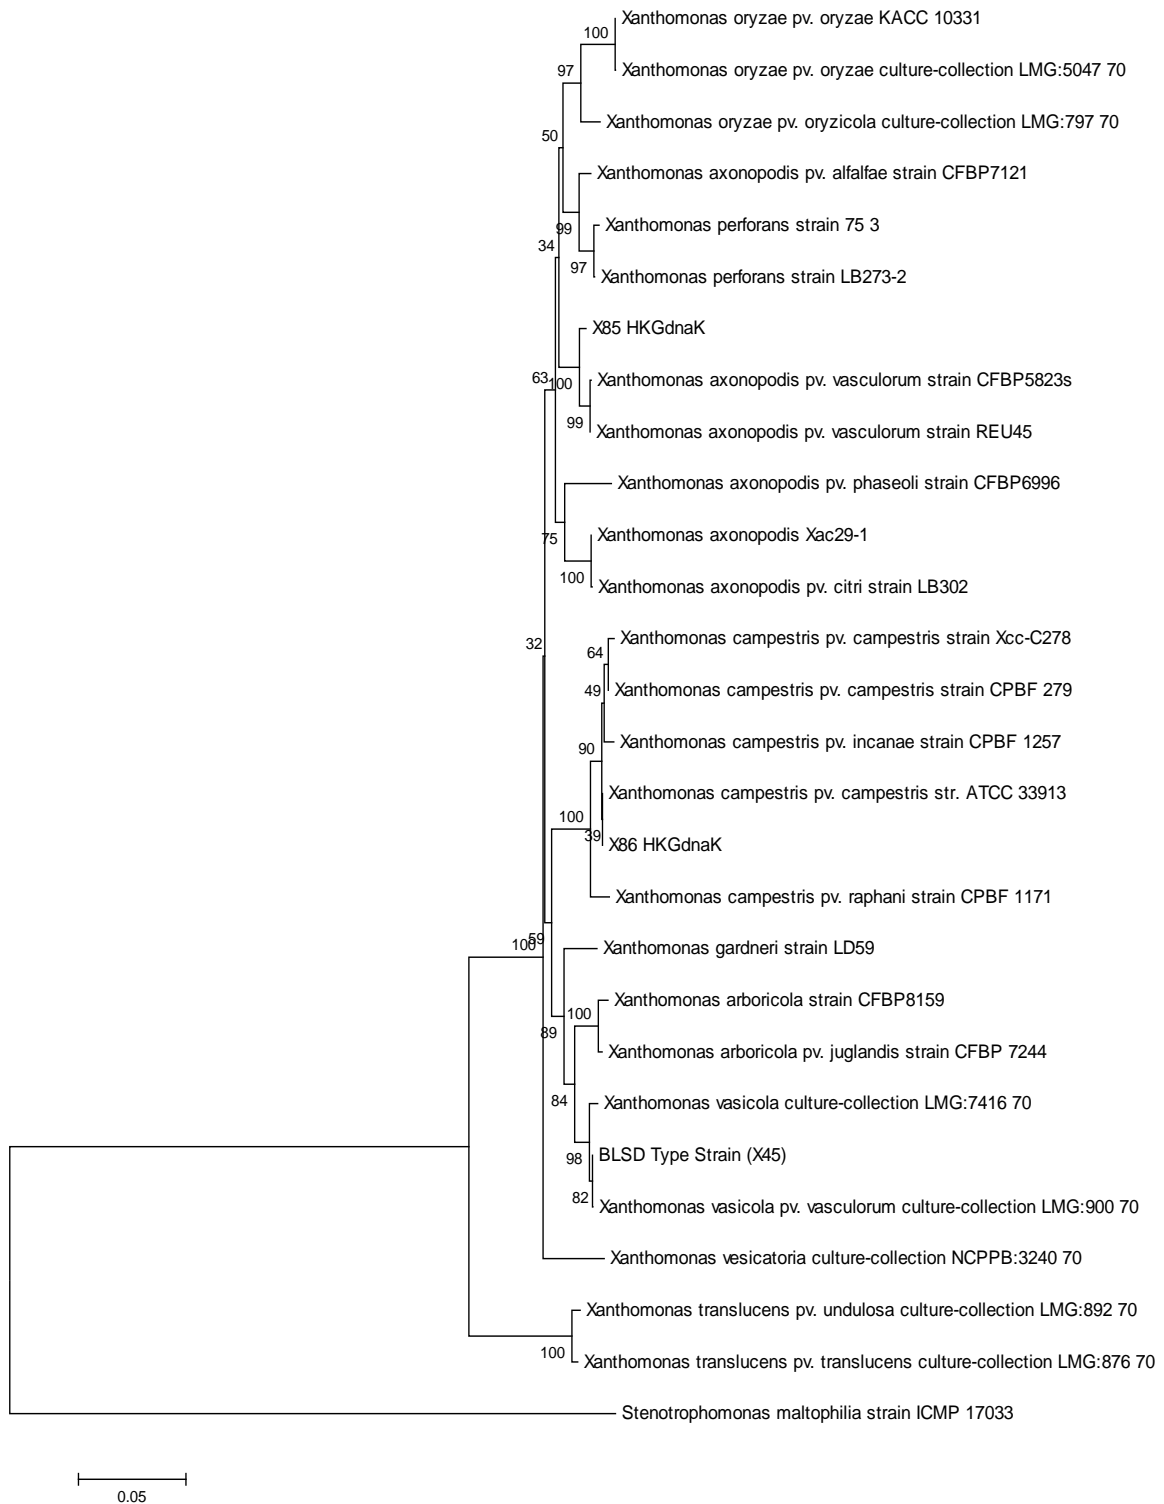 Xanthomonas oryzae pv. oryzae KACC 10331
100
Xanthomonas oryzae pv. oryzae culture-collection LMG:5047 70
97
Xanthomonas oryzae pv. oryzicola culture-collection LMG:797 70
50
Xanthomonas axonopodis pv. alfalfae strain CFBP7121
99
Xanthomonas perforans strain 75 3
34
97
Xanthomonas perforans strain LB273-2
X85 HKGdnaK
63
100
Xanthomonas axonopodis pv. vasculorum strain CFBP5823s
99
Xanthomonas axonopodis pv. vasculorum strain REU45
Xanthomonas axonopodis pv. phaseoli strain CFBP6996
75
Xanthomonas axonopodis Xac29-1
100
Xanthomonas axonopodis pv. citri strain LB302
32
Xanthomonas campestris pv. campestris strain Xcc-C278
64
49
Xanthomonas campestris pv. campestris strain CPBF 279
90
Xanthomonas campestris pv. incanae strain CPBF 1257
Xanthomonas campestris pv. campestris str. ATCC 33913
100
39
X86 HKGdnaK
Xanthomonas campestris pv. raphani strain CPBF 1171
100
59
Xanthomonas gardneri strain LD59
Xanthomonas arboricola strain CFBP8159
100
89
Xanthomonas arboricola pv. juglandis strain CFBP 7244
84
Xanthomonas vasicola culture-collection LMG:7416 70
98
BLSD Type Strain (X45)
82
Xanthomonas vasicola pv. vasculorum culture-collection LMG:900 70
Xanthomonas vesicatoria culture-collection NCPPB:3240 70
Xanthomonas translucens pv. undulosa culture-collection LMG:892 70
100
Xanthomonas translucens pv. translucens culture-collection LMG:876 70
Stenotrophomonas maltophilia strain ICMP 17033
0.05